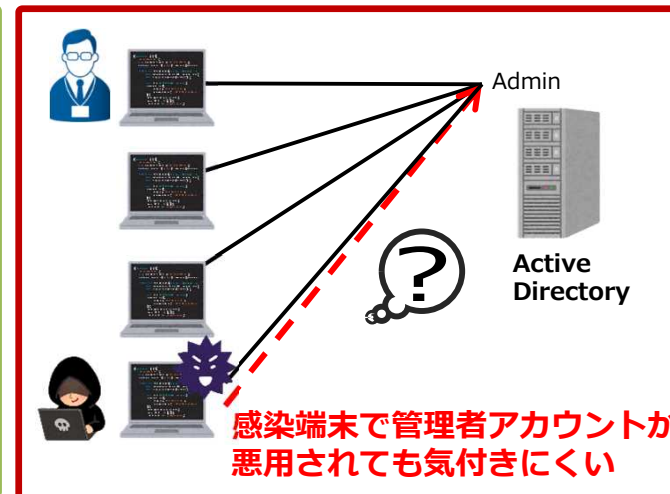 Admin
?
Active
Directory
感染端末で管理者アカウントが
悪用されても気付きにくい